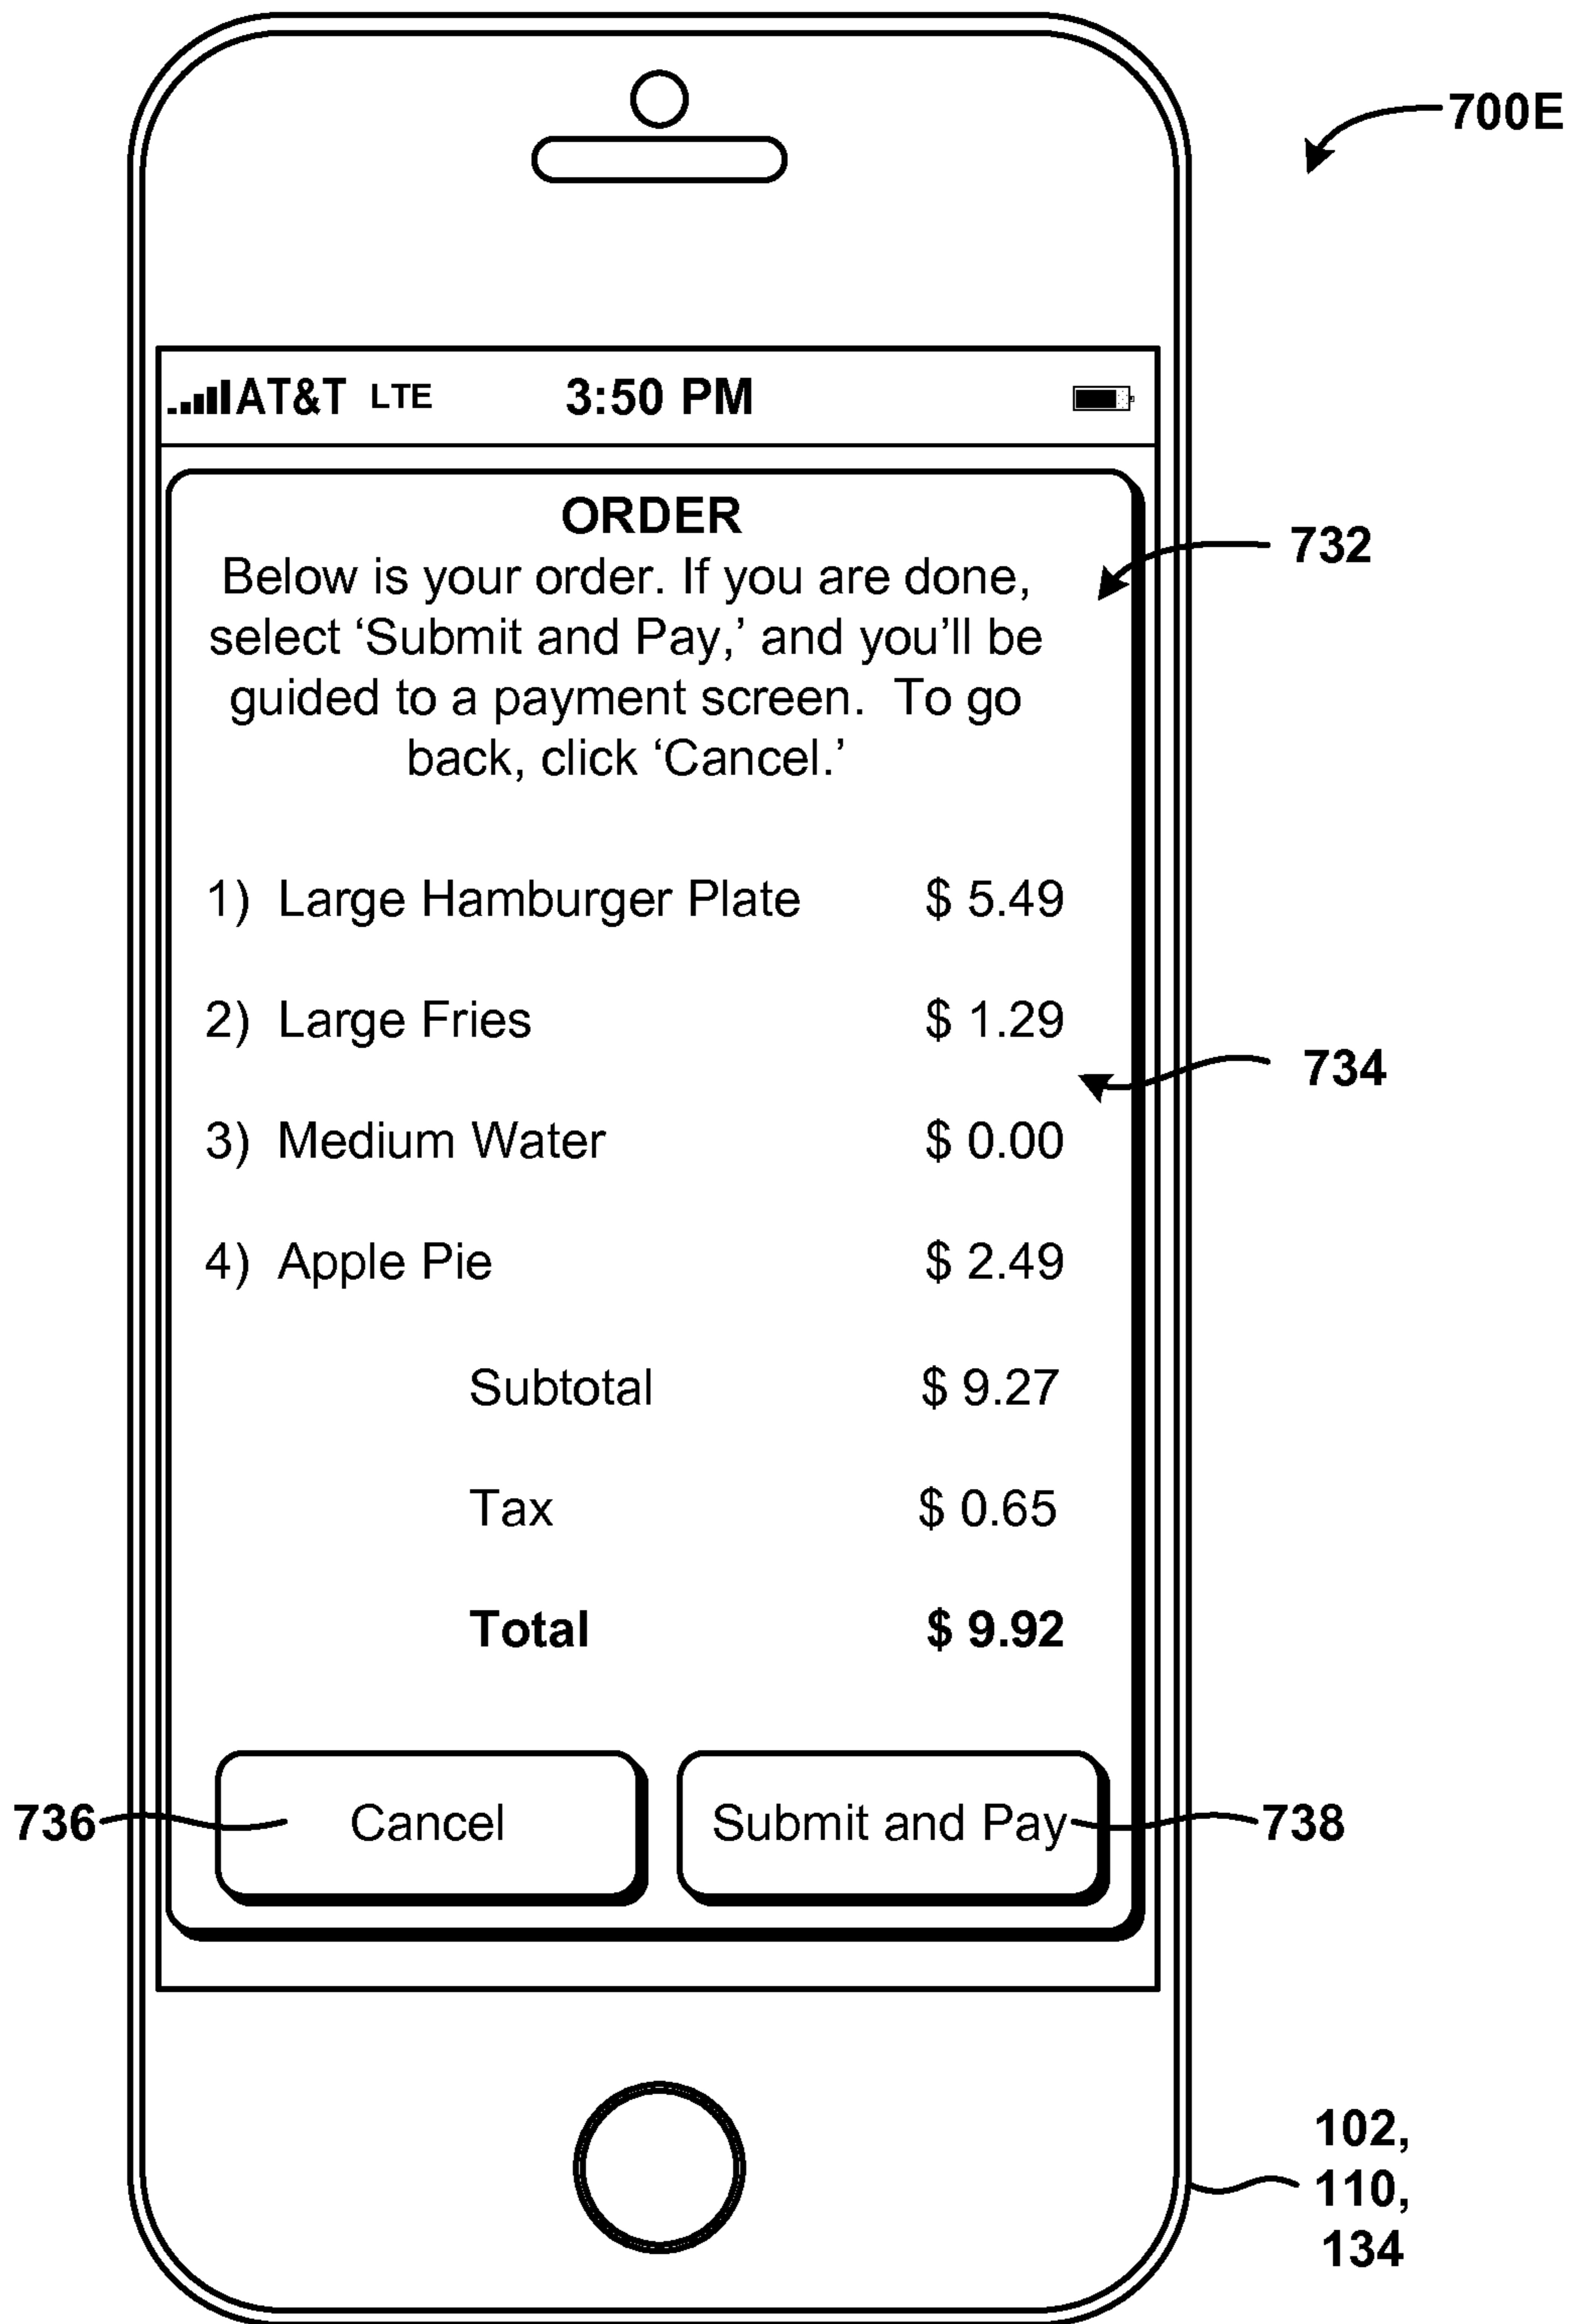 700E
AT&T LTE 3:50 PM
ORDER
732
Below is your order. If you are done,
select ‘Submit and Pay,’ and you’ll be
guided to a payment screen.  To go
back, click ‘Cancel.’
1) Large Hamburger Plate $ 5.49
2) Large Fries $ 1.29
734
3) Medium Water $ 0.00
4) Apple Pie $ 2.49
Subtotal $ 9.27
Tax $ 0.65
Total $ 9.92
736 Cancel Submit and Pay 738
102,
110,
134